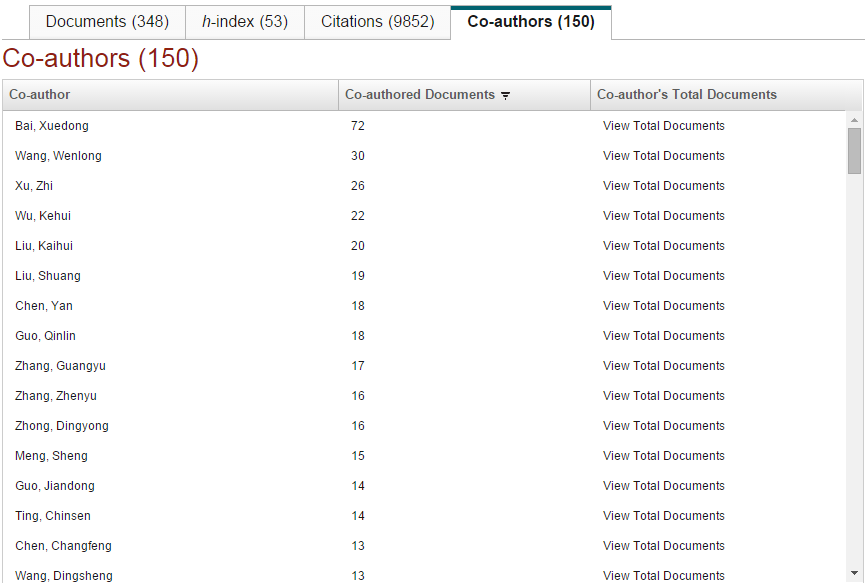 Documents (348) h-index (53) Citations (9852) Co-authors (150)
Co-authors (150)
Co-author Co-authored Documents Co-author's Total Documents
Bai, Xuedong 72 View Total Documents
Wang, Wenlong 30 View Total Documents
Xu, Zhi 26 View Total Documents
Wu, Kehui 22 View Total Documents
Liu, Kaihui 20 View Total Documents
Liu, Shuang 19 View Total Documents
Chen, Yan 18 View Total Documents
Guo, Qinlin 18 View Total Documents
Zhang, Guangyu 17 View Total Documents
Zhang, Zhenyu 16 View Total Documents
Zhong, Dingyong 16 View Total Documents
Meng, Sheng 15 View Total Documents
Guo, Jiandong 14 View Total Documents
Ting, Chinsen 14 View Total Documents
Chen, Changfeng 13 View Total Documents
Wang, Dingsheng 13 View Total Documents